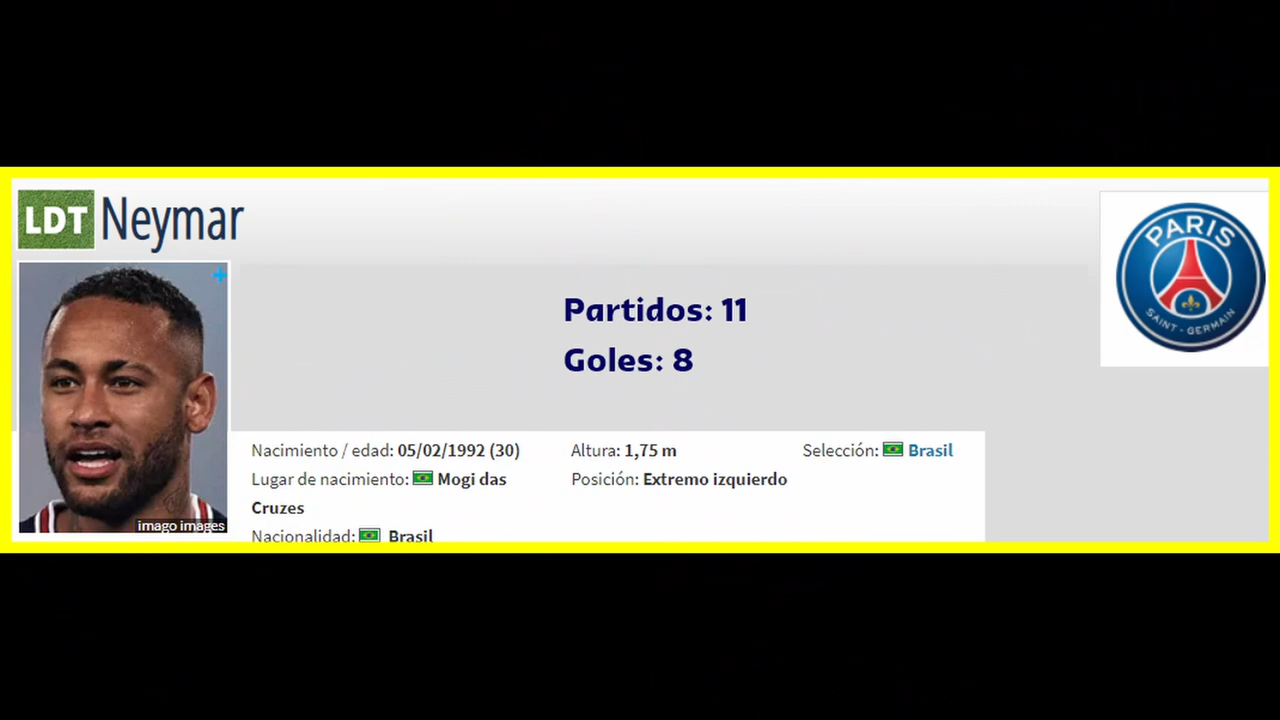 LDT Neymar
PARIS
SAINT-GERMAIN
Partidos: 11
Goles: 8
imago images
Nacimiento / edad: 05/02/1992 (30)
Lugar de nacimiento: Mogi das
Cruzes
Nacionalidad: Brasil
Altura: 1,75 m
Posición: Extremo izquierdo
Selección: Brasil